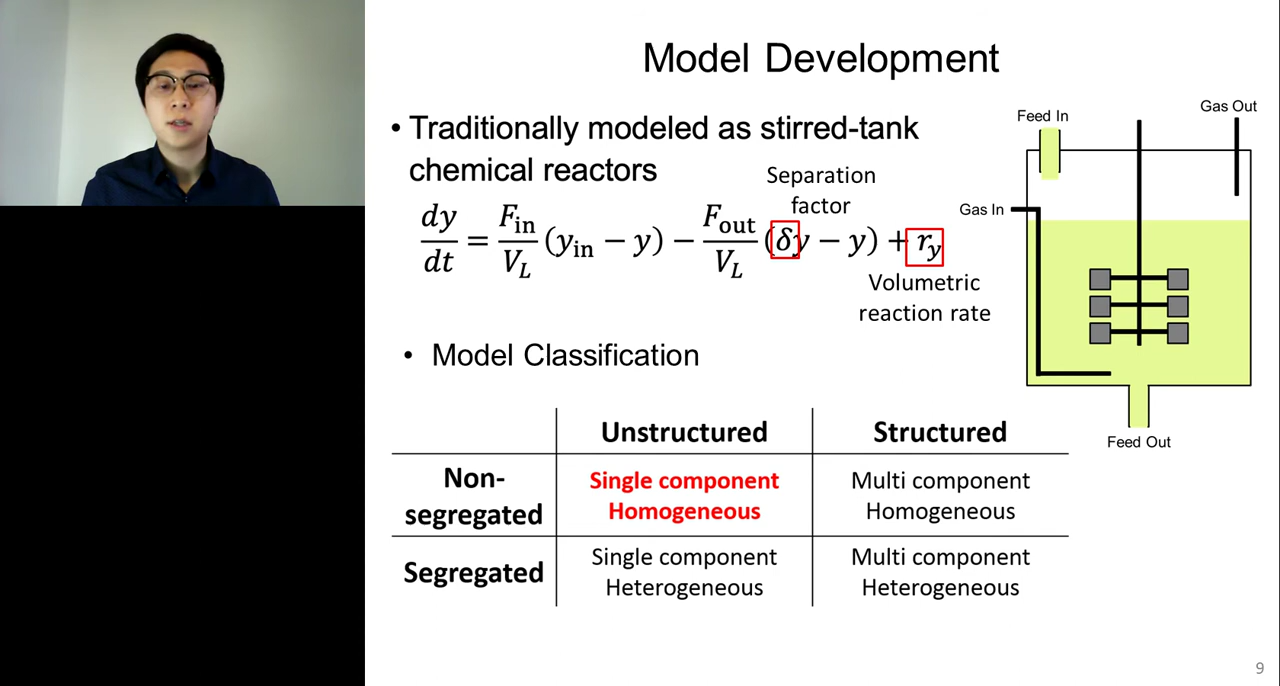 Model Development
• Traditionally modeled as stirred-tank
chemical reactors
Separation
factor
dy/dt = F_in/V_L (y_in − y) − F_out/V_L (δy − y) + r_y
Volumetric
reaction rate
• Model Classification
Unstructured Structured
Non-
segregated
Single component
Homogeneous
Multi component
Homogeneous
Segregated
Single component
Heterogeneous
Multi component
Heterogeneous
Feed In
Gas Out
Gas In
Feed Out
9